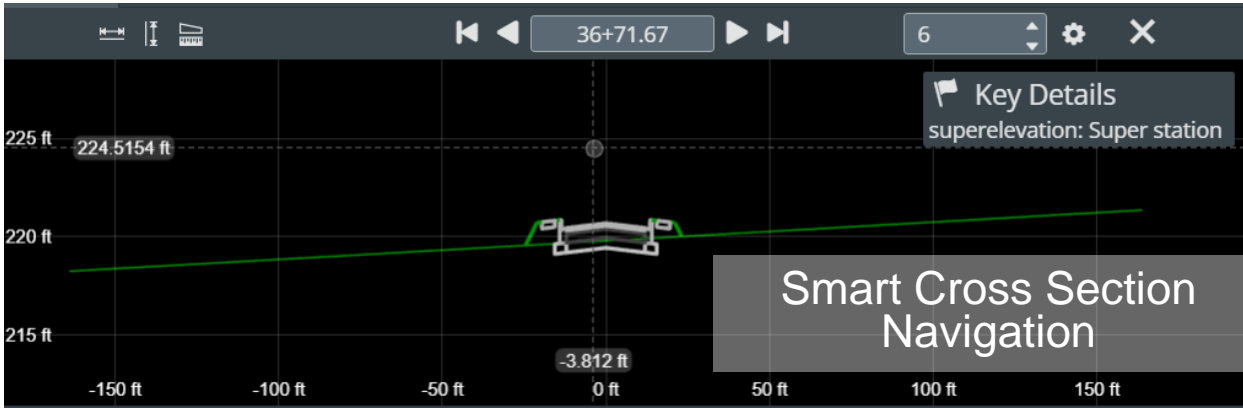 36+71.67
6
Key Details
superelevation: Super station
225 ft
224.5154 ft
220 ft
Smart Cross Section
Navigation
215 ft
-3.812 ft
-150 ft
-100 ft
-50 ft
0 ft
50 ft
100 ft
150 ft